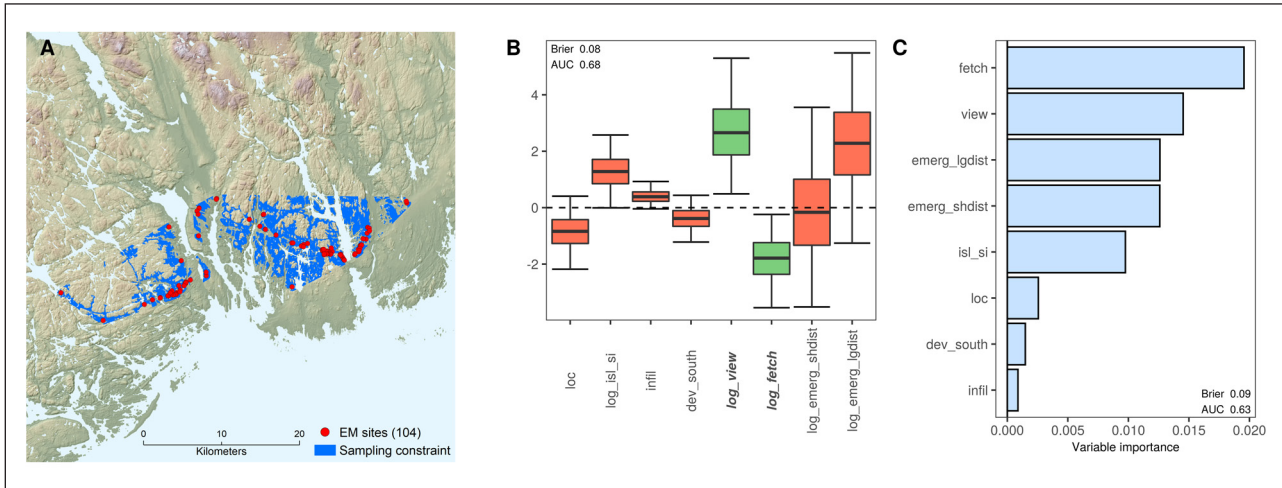 A
0 10 20
Kilometers
EM sites (104)
Sampling constraint
B
Brier 0.08
AUC 0.68
4
2
0
-2
loc
log_isl_si
infil
dev_south
log_view
log_fetch
log_emerg_shdist
log_emerg_lgdist
C
fetch
view
emerg_lgdist
emerg_shdist
isl_si
loc
dev_south
infil
Brier 0.09
AUC 0.63
0.000 0.005 0.010 0.015 0.020
Variable importance